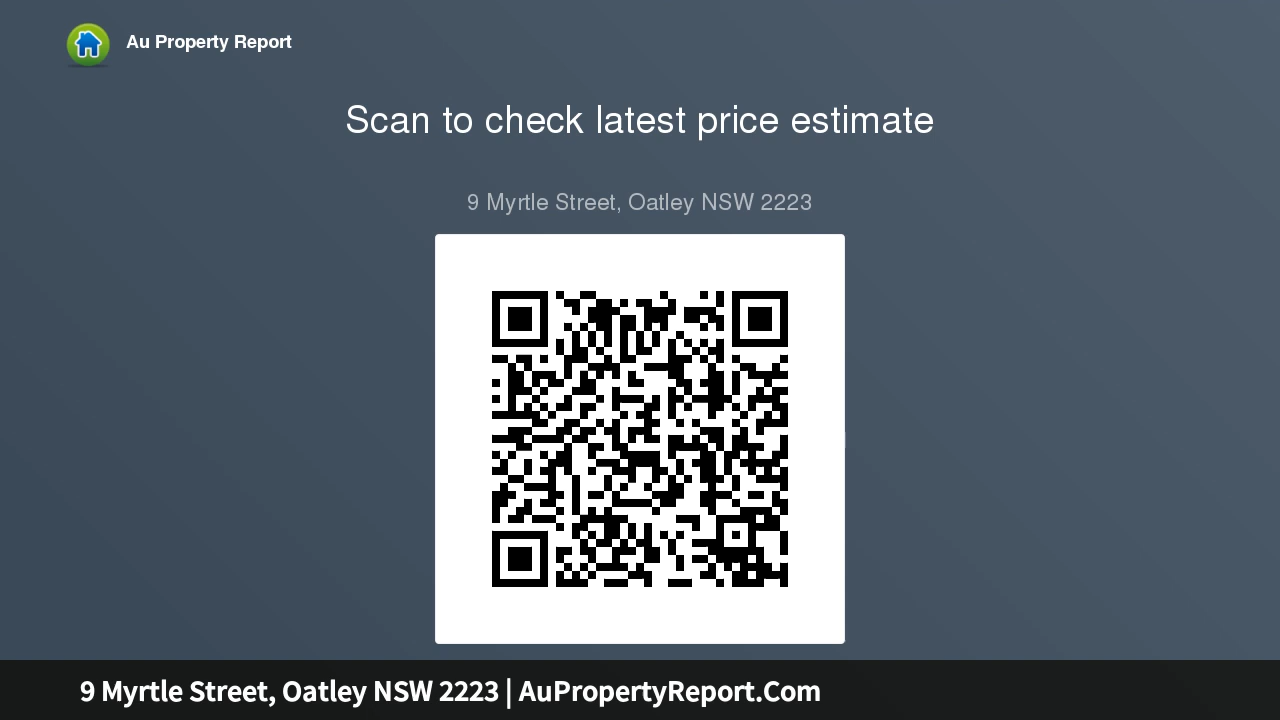 Au Property Report
Scan to check latest price estimate
9 Myrtle Street, Oatley NSW 2223
9 Myrtle Street, Oatley NSW 2223 | AuPropertyReport.Com